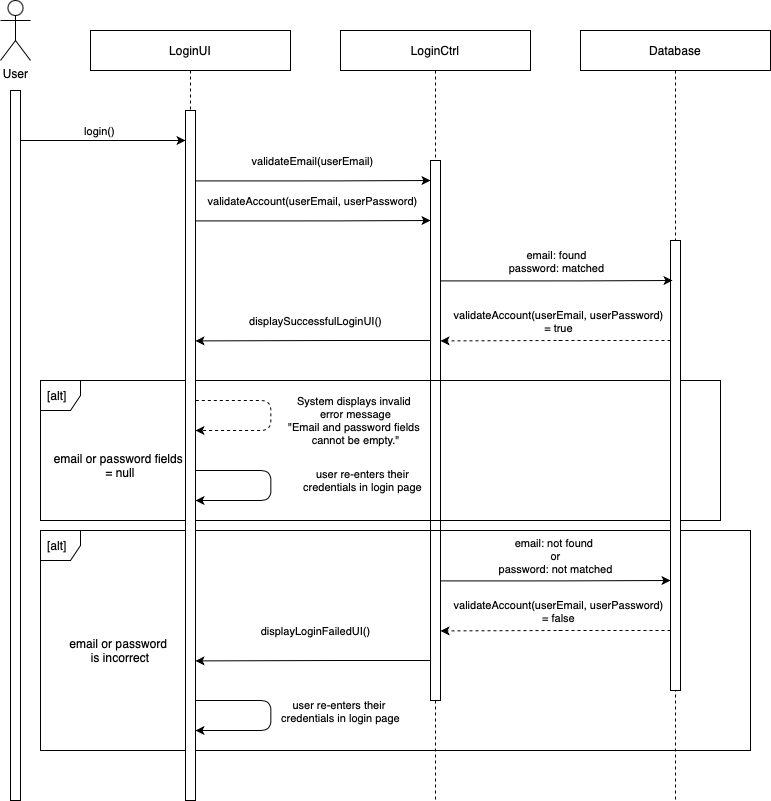 User
LoginUI
LoginCtrl
Database
login()
validateEmail(userEmail)
validateAccount(userEmail, userPassword)
email: found
password: matched
displaySuccessfulLoginUI()
validateAccount(userEmail, userPassword)
= true
[alt]
System displays invalid
error message
"Email and password fields
cannot be empty."
email or password fields
= null
user re-enters their
credentials in login page
[alt]
email: not found
or
password: not matched
validateAccount(userEmail, userPassword)
= false
displayLoginFailedUI()
email or password
is incorrect
user re-enters their
credentials in login page